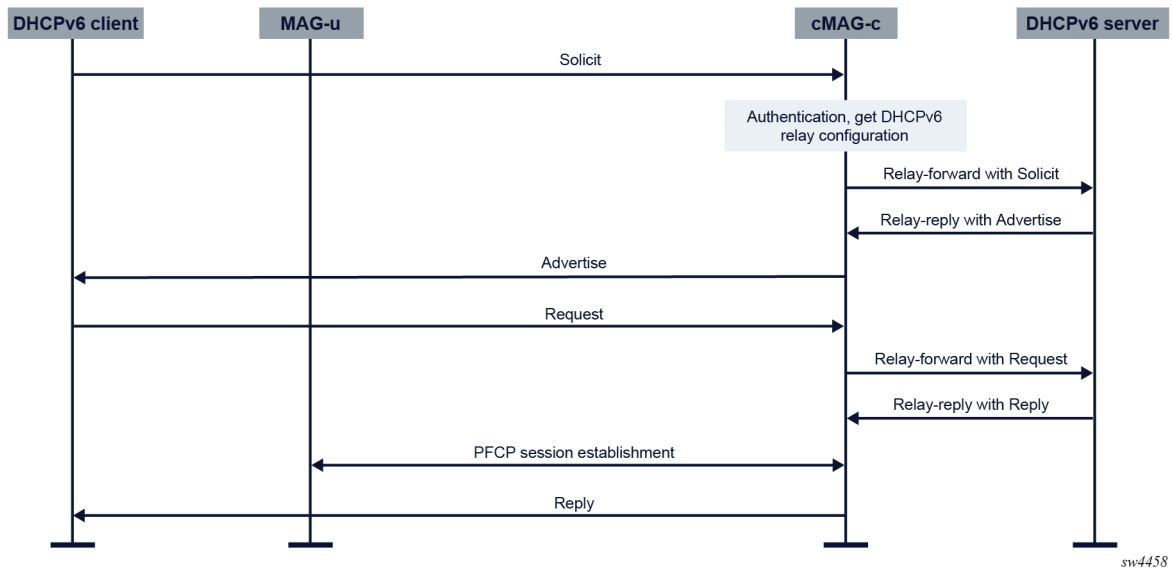 DHCPv6 client
MAG-u
cMAG-c
DHCPv6 server
Solicit
Authentication, get DHCPv6
relay configuration
Relay-forward with Solicit
Relay-reply with Advertise
Advertise
Request
Relay-forward with Request
Relay-reply with Reply
PFCP session establishment
Reply
sw4458